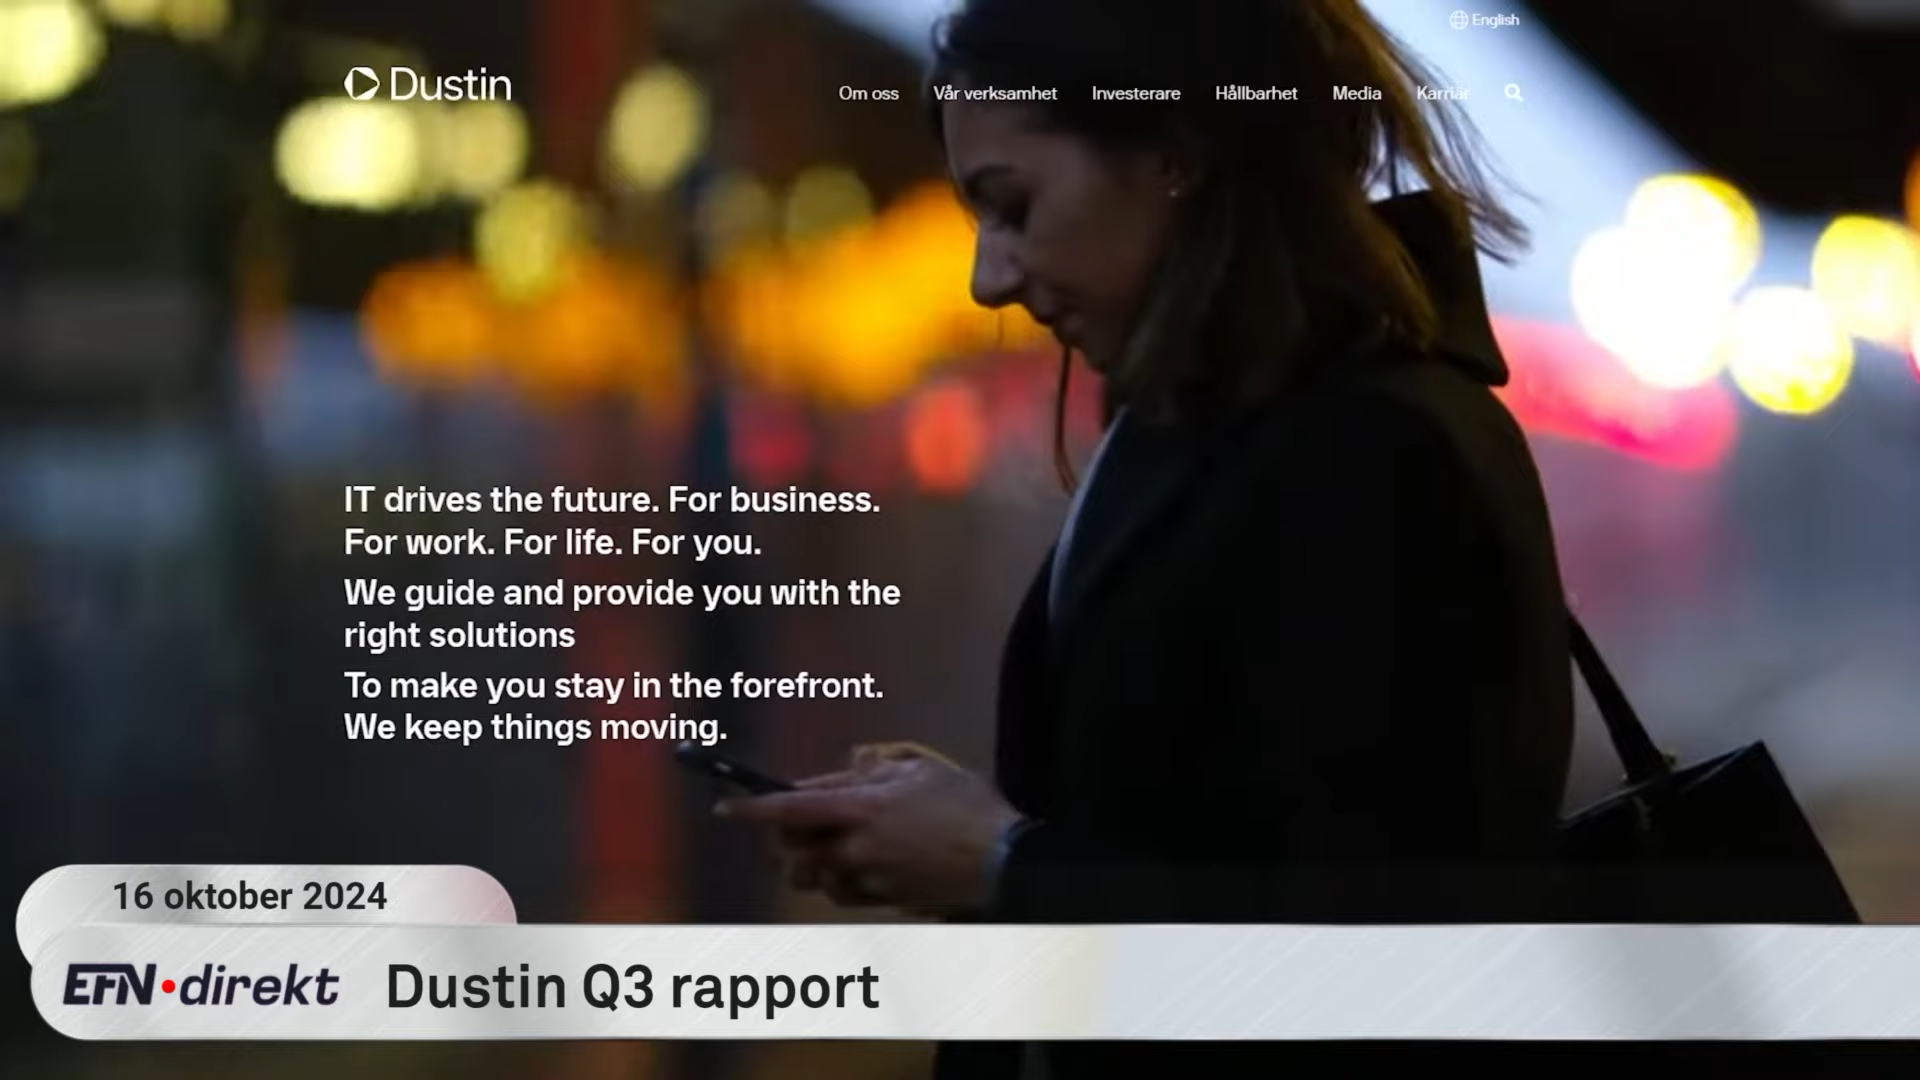 English
Dustin
Om oss Vår verksamhet Investerare Hållbarhet Media Karriär
IT drives the future. For business.
For work. For life. For you.
We guide and provide you with the
right solutions
To make you stay in the forefront.
We keep things moving.
16 oktober 2024
EFN direkt Dustin Q3 rapport